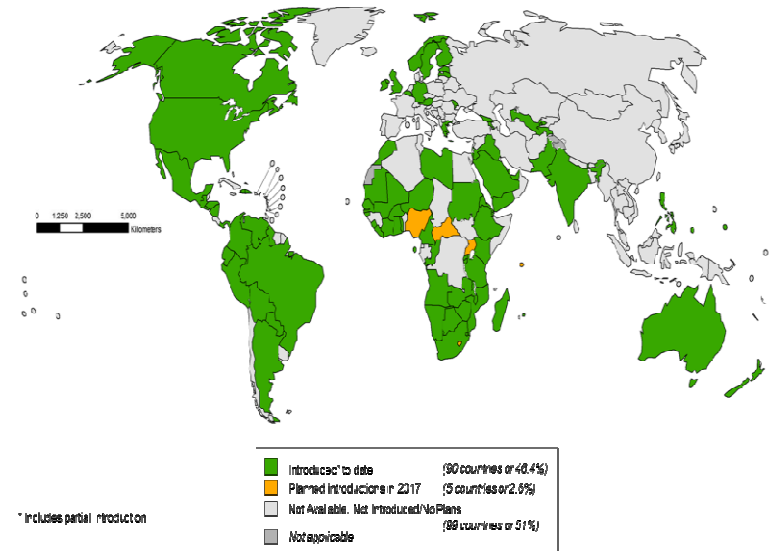 0 1,250 2,500 5,000
Kilometers
Introduced* to date (90 countries or 46.4%)
Planned introductions in 2017 (5 countries or 2.6%)
Not Available, Not Introduced/No Plans
(99 countries or 51%)
Not applicable
* Includes partial introduction